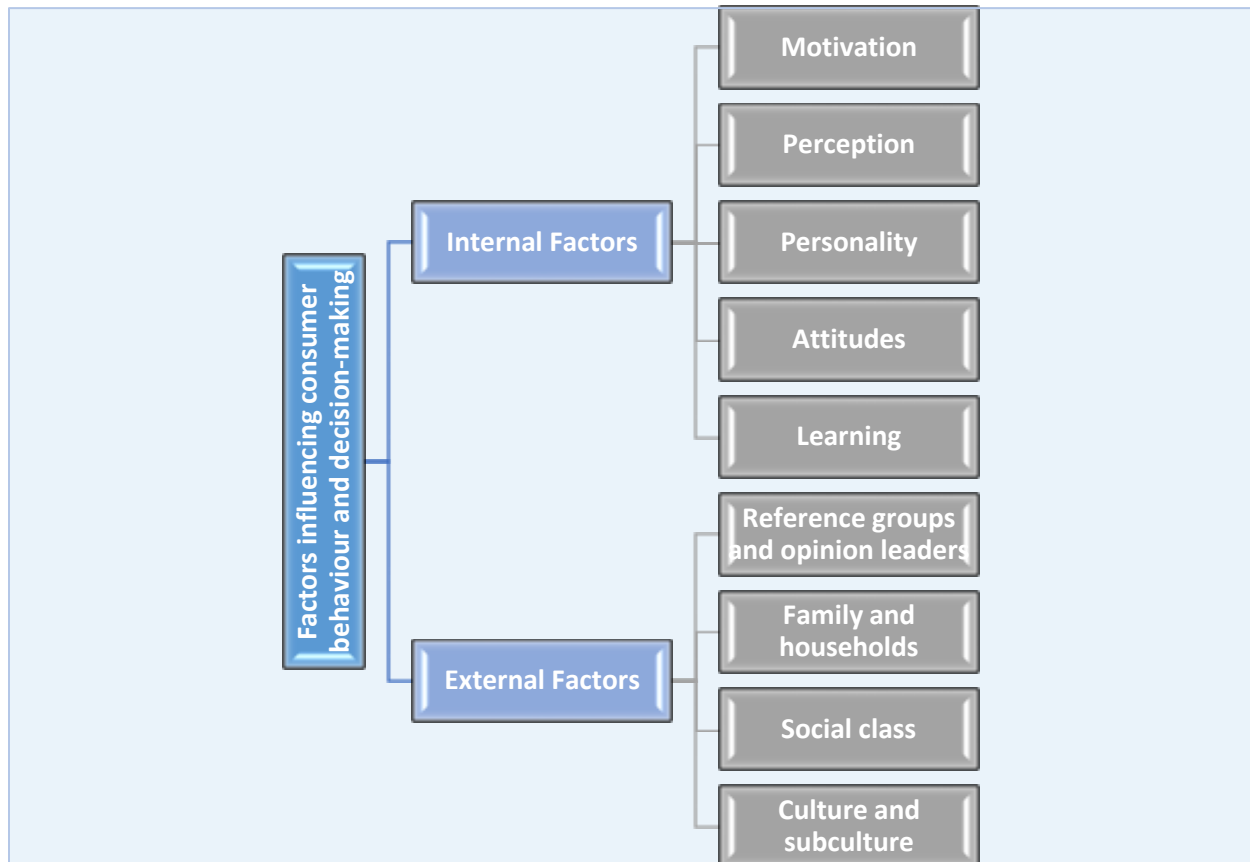 Factors influencing consumer
behaviour and decision-making
Internal Factors
Motivation
Perception
Personality
Attitudes
Learning
External Factors
Reference groups
and opinion leaders
Family and
households
Social class
Culture and
subculture